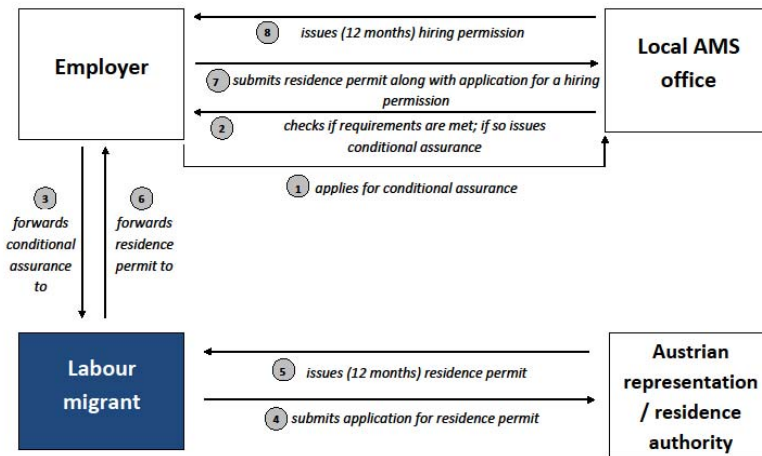 8 issues (12 months) hiring permission
Employer
Local AMS
office
7 submits residence permit along with application for a hiring
permission
2 checks if requirements are met; if so issues
conditional assurance
1 applies for conditional assurance
3
forwards
conditional
assurance
to
6
forwards
residence
permit to
Labour
migrant
5 issues (12 months) residence permit
4 submits application for residence permit
Austrian
representation
/ residence
authority